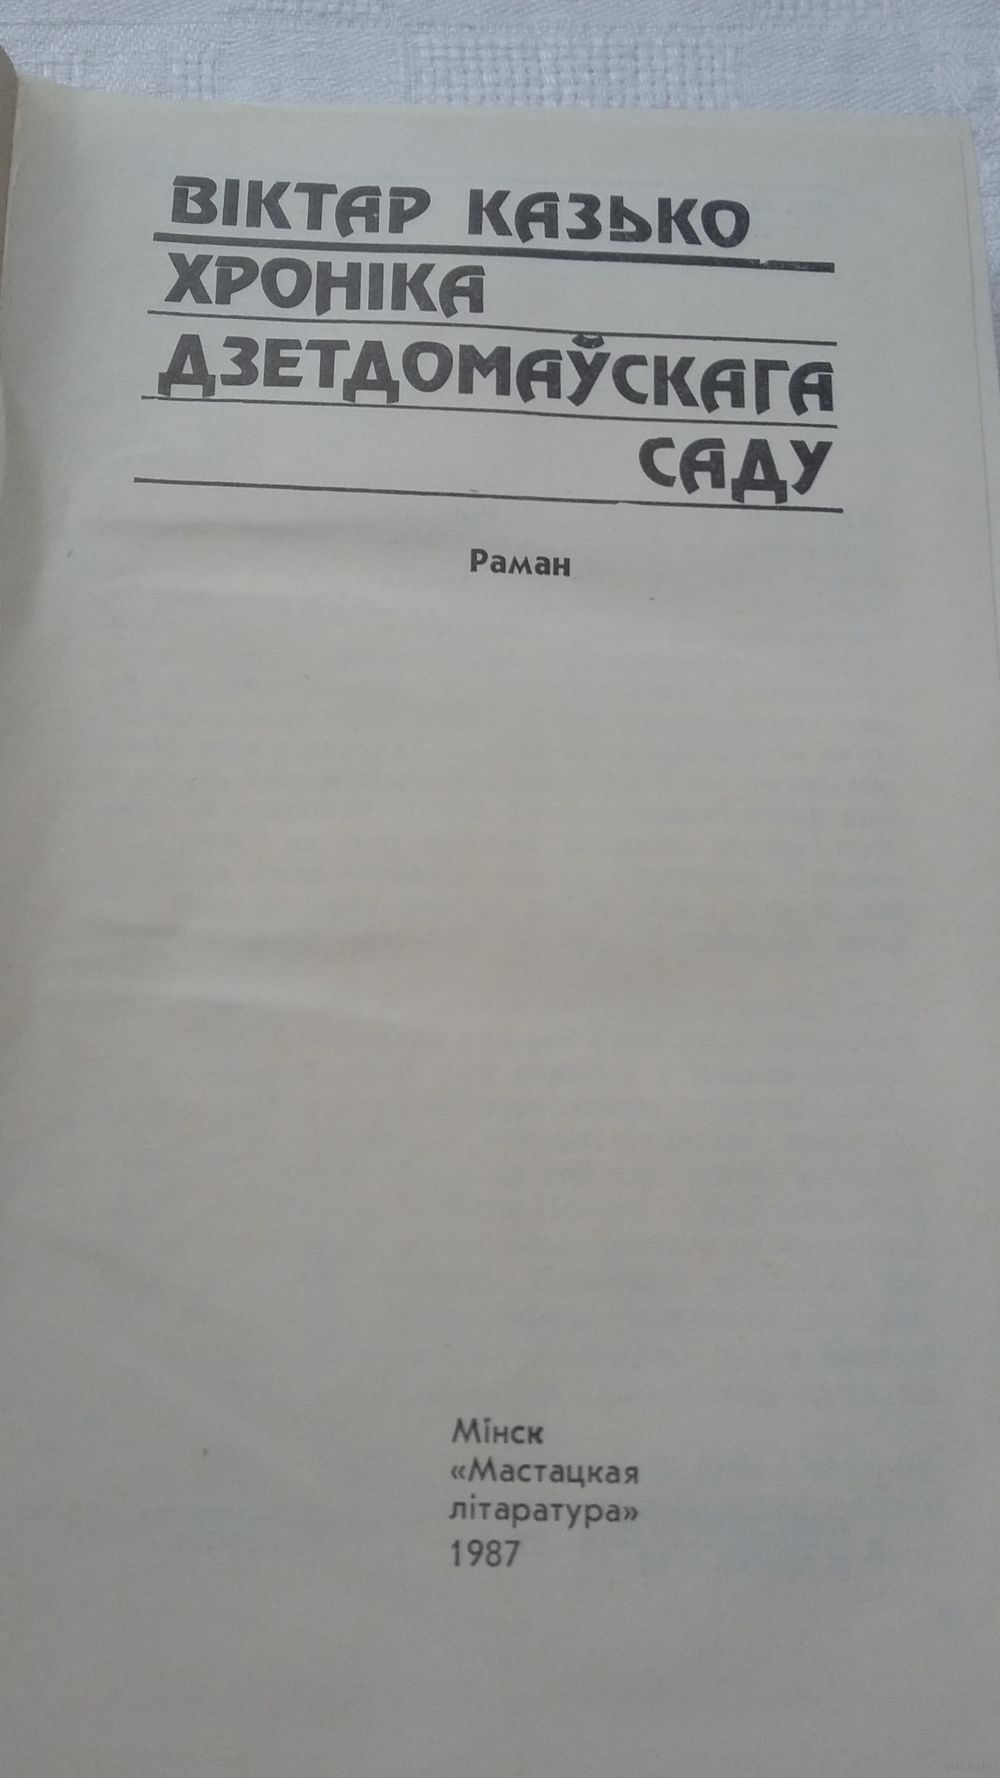 ВІКТАР КАЗЬКО
ХРОНІКА
ДЗЕТДОМАЎСКАГА
САДУ
Раман
Мінск
«Мастацкая
літаратура»
1987